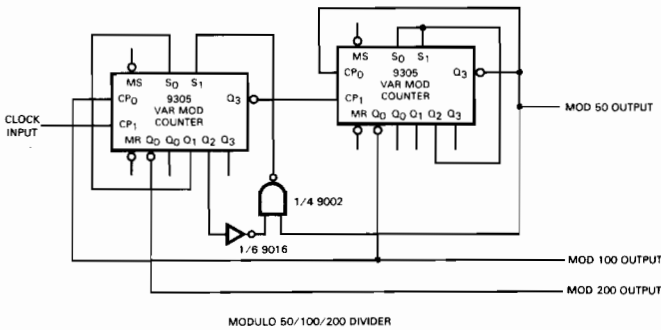 MS S0 S1
CP0 9305 Q3
VAR MOD
COUNTER
CP1
MR Q0 Q0 Q1 Q2 Q3
MS S0 S1
CP0 9305 Q3
VAR MOD
COUNTER
CP1
MR Q0 Q0 Q1 Q2 Q3
CLOCK
INPUT
MOD 50 OUTPUT
1/4 9002
1/6 9016
MOD 100 OUTPUT
MOD 200 OUTPUT
MODULO 50/100/200 DIVIDER